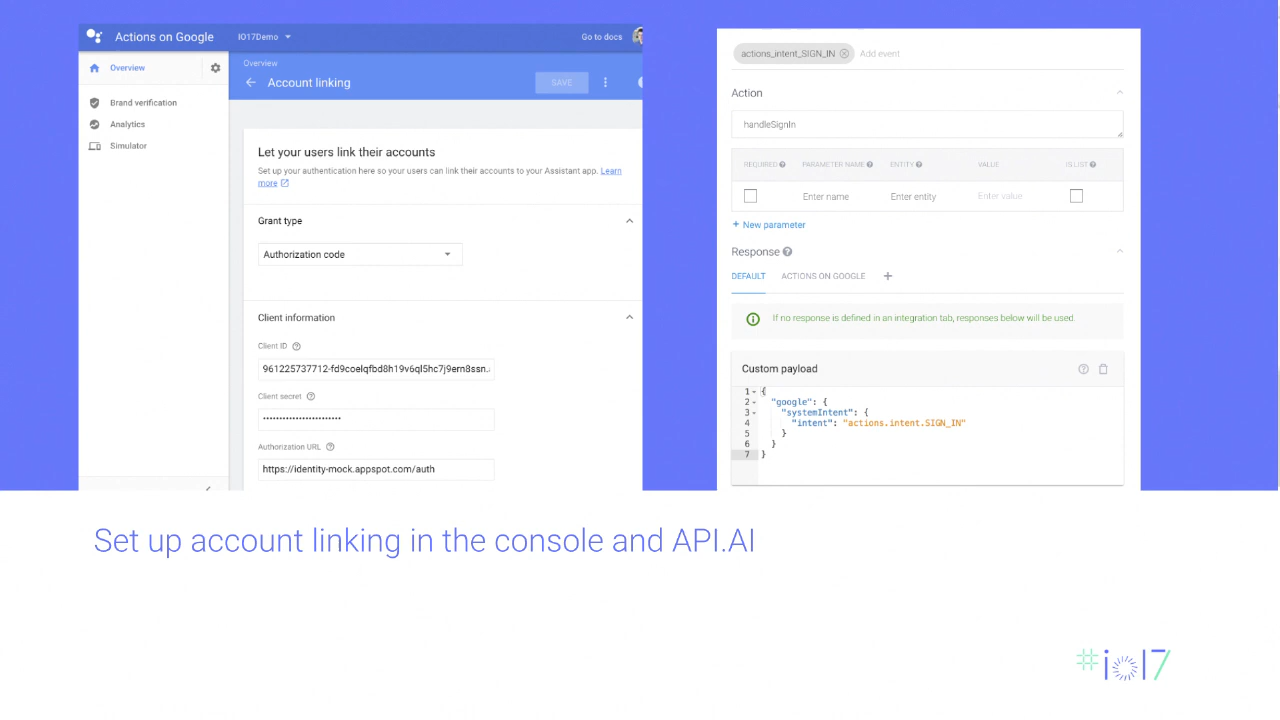 Actions on Google
IO17Demo
Go to docs
Overview
Brand verification
Analytics
Simulator
Overview
Account linking
SAVE
Let your users link their accounts
Set up your authentication here so your users can link their accounts to your Assistant app. Learn
more
Grant type
Authorization code
Client information
Client ID
961225737712-fd9coelqfbd8h19v6ql5hc7j9ern8ssn.
Client secret
••••••••••••••••••••••••
Authorization URL
https://identity-mock.appspot.com/auth
actions_intent_SIGN_IN
Add event
Action
handleSignIn
REQUIRED PARAMETER NAME ENTITY VALUE IS LIST
Enter name Enter entity Enter value
+ New parameter
Response
DEFAULT ACTIONS ON GOOGLE +
If no response is defined in an integration tab, responses below will be used.
Custom payload
1 {
2 "google": {
3 "systemIntent": {
4 "intent": "actions.intent.SIGN_IN"
5 }
6 }
7 }
Set up account linking in the console and API.AI
#io17